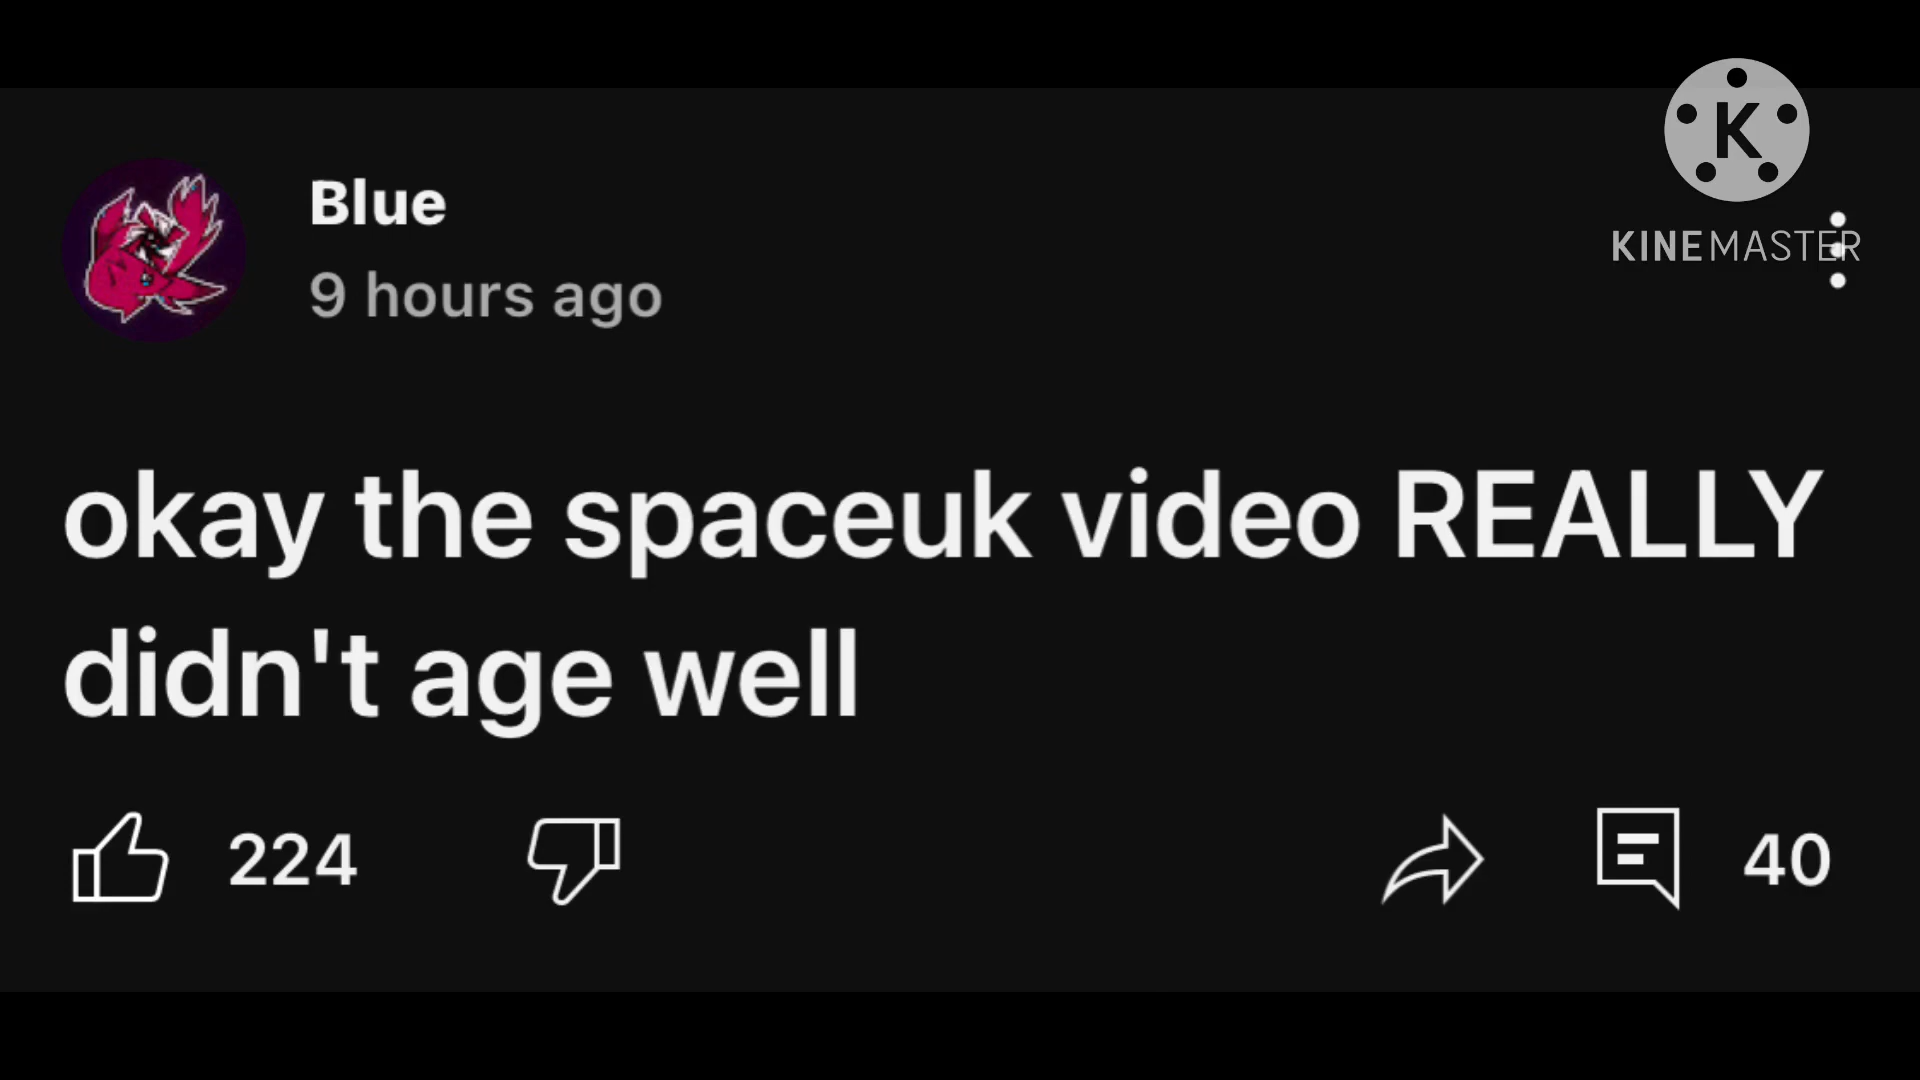 K
KINEMASTER
Blue
9 hours ago
okay the spaceuk video REALLY
didn't age well
224
40